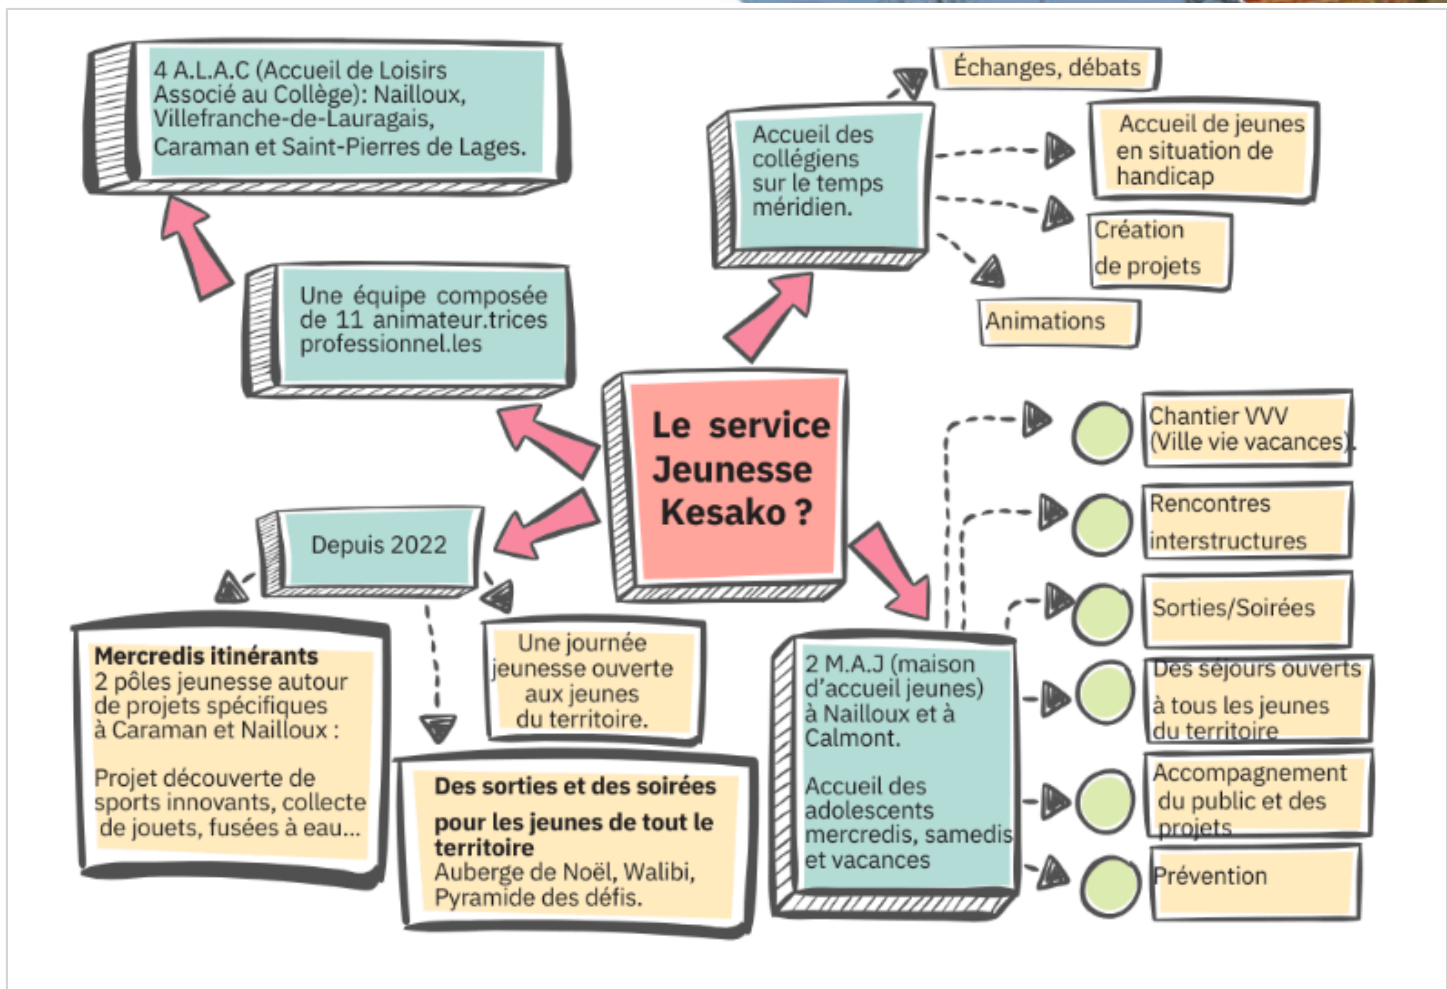 4 A.L.A.C (Accueil de Loisirs
Associé au Collège): Nailloux,
Villefranche-de-Lauragais,
Caraman et Saint-Pierres de Lages.
Une équipe composée
de 11 animateur.trices
professionnel.les
Accueil des
collégiens
sur le temps
méridien.
Échanges, débats
Accueil de jeunes
en situation de
handicap
Création
de projets
Animations
Le service
Jeunesse
Kesako ?
Depuis 2022
Mercredis itinérants
2 pôles jeunesse autour
de projets spécifiques
à Caraman et Nailloux :
Projet découverte de
sports innovants, collecte
de jouets, fusées à eau...
Une journée
jeunesse ouverte
aux jeunes
du territoire.
Des sorties et des soirées
pour les jeunes de tout le
territoire
Auberge de Noël, Walibi,
Pyramide des défis.
2 M.A.J (maison
d'accueil jeunes)
à Nailloux et à
Calmont.
Accueil des
adolescents
mercredis, samedis
et vacances
Chantier VVV
(Ville vie vacances).
Rencontres
interstructures
Sorties/Soirées
Des séjours ouverts
à tous les jeunes
du territoire
Accompagnement
du public et des
projets
Prévention